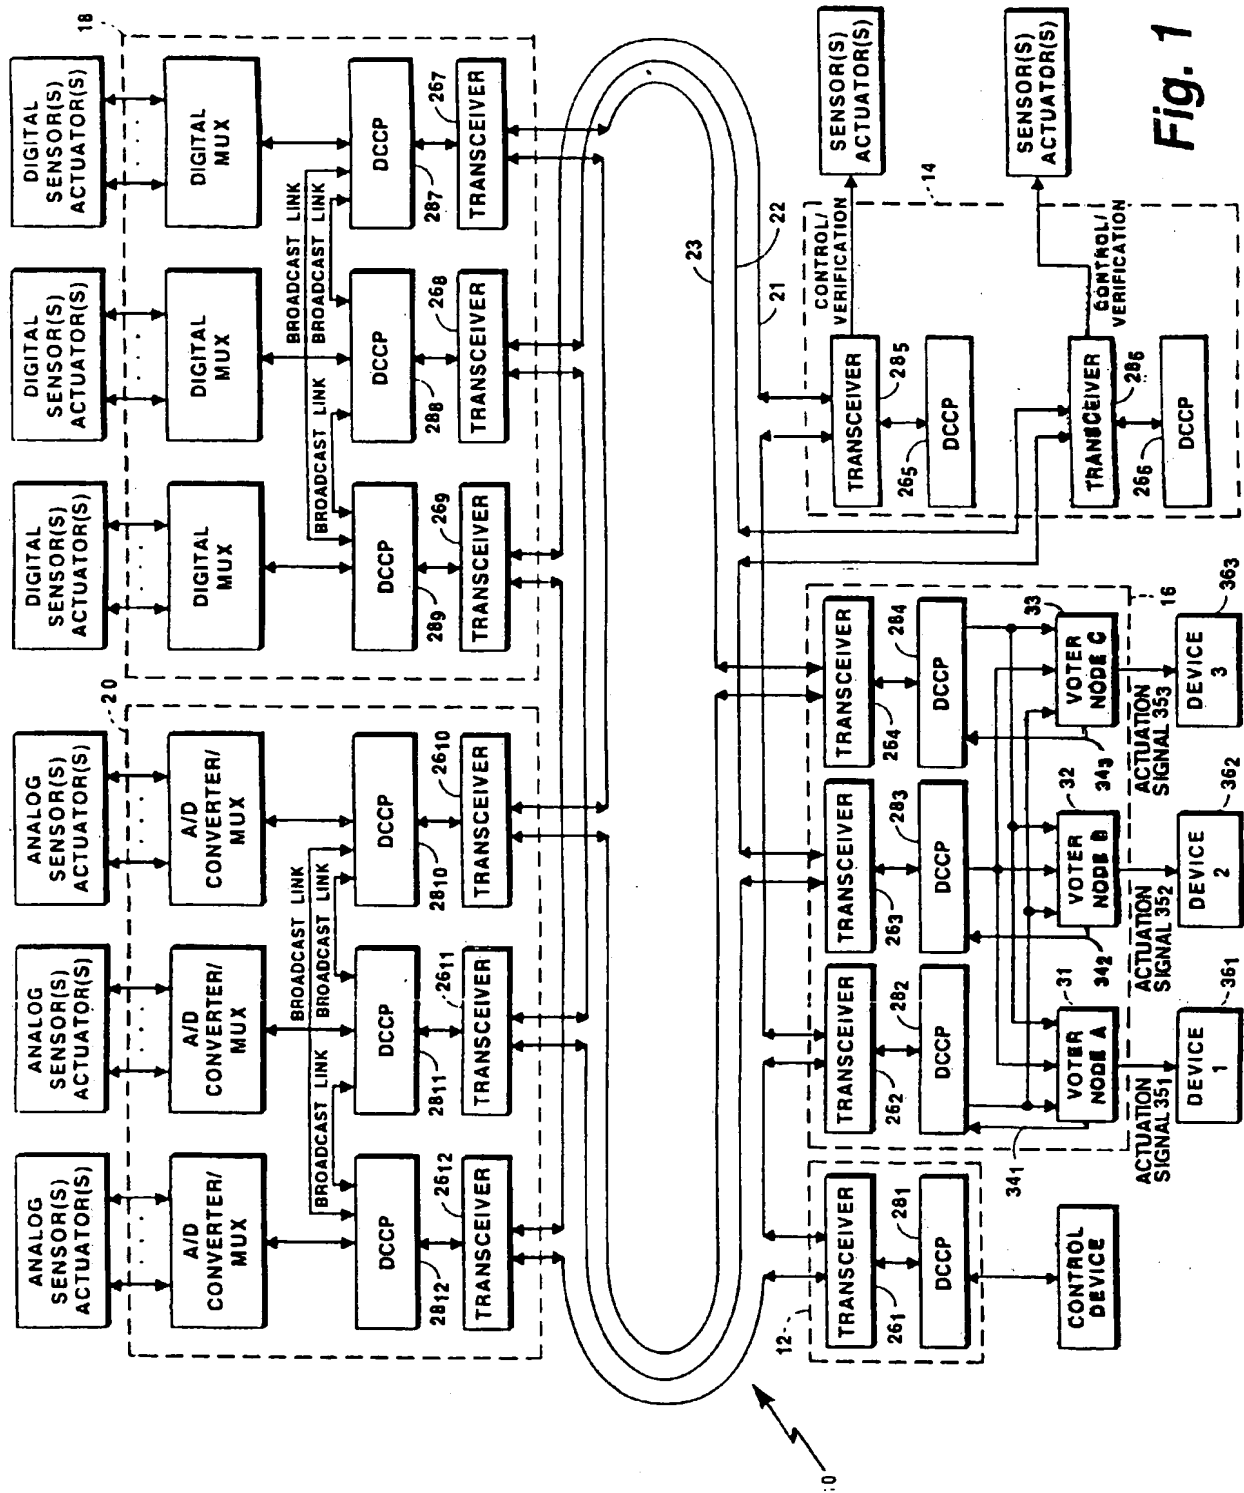 ANALOG
SENSOR(S)
ACTUATOR(S)
ANALOG
SENSOR(S)
ACTUATOR(S)
ANALOG
SENSOR(S)
ACTUATOR(S)
DIGITAL
SENSOR(S)
ACTUATOR(S)
DIGITAL
SENSOR(S)
ACTUATOR(S)
DIGITAL
SENSOR(S)
ACTUATOR(S)
20
18
A/D
CONVERTER/
MUX
A/D
CONVERTER/
MUX
A/D
CONVERTER/
MUX
DIGITAL
MUX
DIGITAL
MUX
DIGITAL
MUX
BROADCAST LINK
BROADCAST LINK
BROADCAST LINK
BROADCAST LINK
BROADCAST LINK
BROADCAST LINK
DCCP
DCCP
DCCP
DCCP
DCCP
DCCP
2812
2612
2811
2611
2810
2610
289
269
288
268
287
267
TRANSCEIVER
TRANSCEIVER
TRANSCEIVER
TRANSCEIVER
TRANSCEIVER
TRANSCEIVER
23
22
21
12
TRANSCEIVER
261
281
DCCP
CONTROL
DEVICE
TRANSCEIVER
TRANSCEIVER
TRANSCEIVER
262
282
263
283
264
284
DCCP
DCCP
DCCP
341
31
342
32
343
33
VOTER
NODE A
VOTER
NODE B
VOTER
NODE C
16
ACTUATION
SIGNAL 351
ACTUATION
SIGNAL 352
ACTUATION
SIGNAL 353
361
362
363
DEVICE
1
DEVICE
2
DEVICE
3
CONTROL/
VERIFICATION
14
SENSOR(S)
ACTUATOR(S)
TRANSCEIVER
265
285
DCCP
CONTROL/
VERIFICATION
SENSOR(S)
ACTUATOR(S)
TRANSCEIVER
266
286
DCCP
Fig. 1